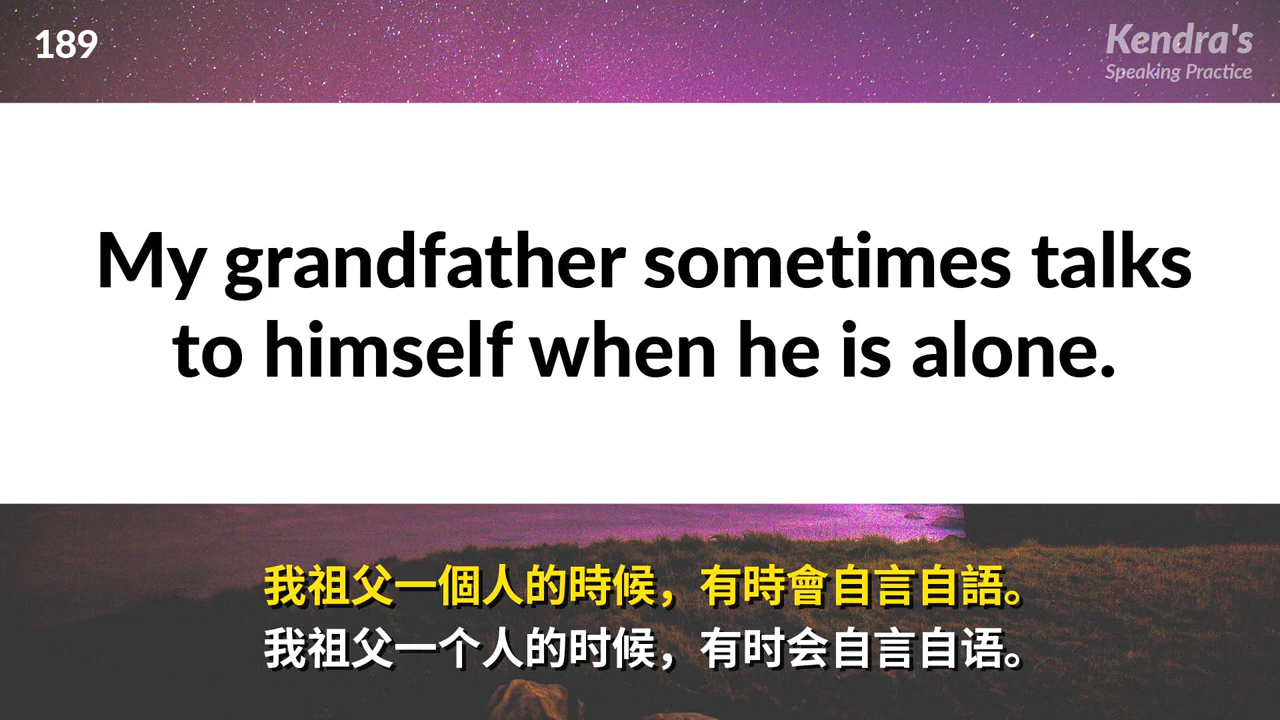 189
Kendra's
Speaking Practice
My grandfather sometimes talks
to himself when he is alone.
我祖父一個人的時候，有時會自言自語。
我祖父一个人的时候，有时会自言自语。